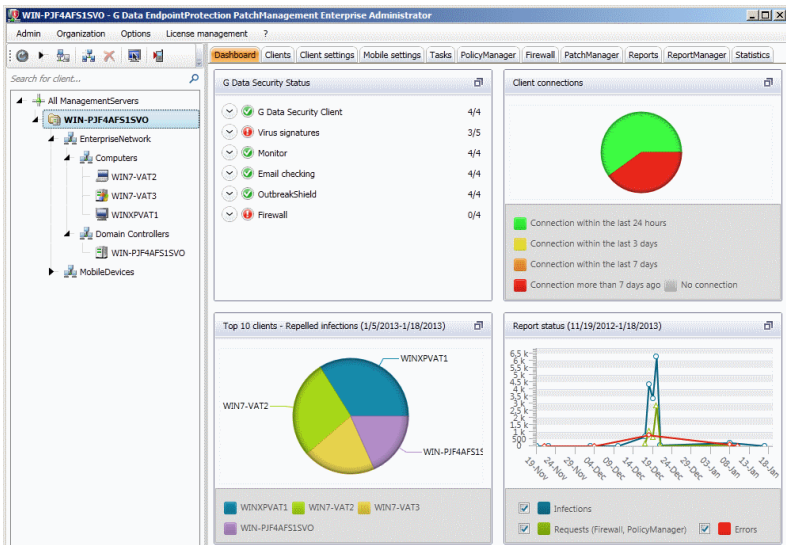 WIN-PJF4AFS1SVO - G Data EndpointProtection PatchManagement Enterprise Administrator
Admin Organization Options License management ?
Dashboard Clients Client settings Mobile settings Tasks PolicyManager Firewall PatchManager Reports ReportManager Statistics
Search for client...
All ManagementServers
WIN-PJF4AFS1SVO
EnterpriseNetwork
Computers
WIN7-VAT2
WIN7-VAT3
WINXPVAT1
Domain Controllers
WIN-PJF4AFS1SVO
MobileDevices
G Data Security Status
G Data Security Client 4/4
Virus signatures 3/5
Monitor 4/4
Email checking 4/4
OutbreakShield 4/4
Firewall 0/4
Client connections
Connection within the last 24 hours
Connection within the last 3 days
Connection within the last 7 days
Connection more than 7 days ago No connection
Top 10 clients - Repelled infections (1/5/2013-1/18/2013)
WINXPVAT1
WIN7-VAT2
WIN-PJF4AFS1S
WINXPVAT1 WIN7-VAT2 WIN7-VAT3
WIN-PJF4AFS1SVO
Report status (11/19/2012-1/18/2013)
6,5 k
6 k
5,5 k
5 k
4,5 k
4 k
3,5 k
3 k
2,5 k
2 k
1,5 k
1 k
500
0
19-Nov 24-Nov 29-Nov 04-Dec 09-Dec 14-Dec 19-Dec 24-Dec 29-Dec 03-Jan 08-Jan 13-Jan 18-Jan
Infections
Requests (Firewall, PolicyManager) Errors